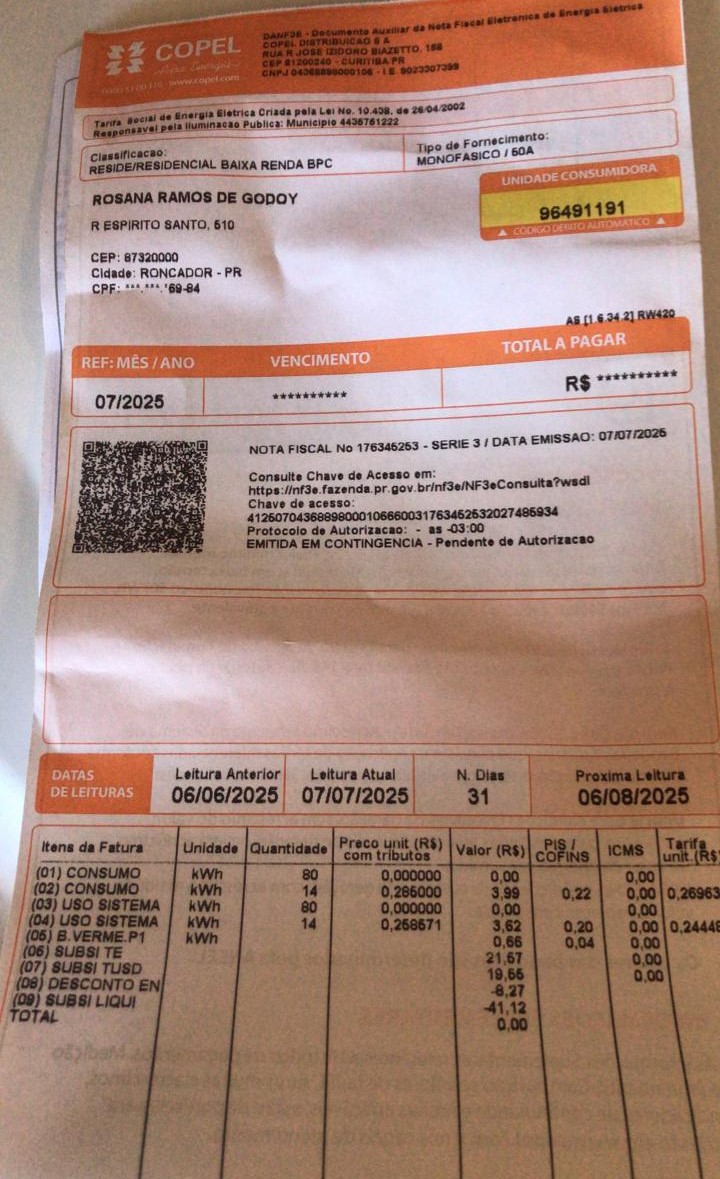 COPEL
www.copel.com
DANF3E - Documento Auxiliar da Nota Fiscal Eletronica de Energia Eletrica
COPEL DISTRIBUICAO S A
RUA R JOSE IZIDORO BIAZETTO, 158
CEP 81200240 - CURITIBA PR
CNPJ 04368898000106 - I.E. 9023307399
Tarifa Social de Energia Eletrica Criada pela Lei No. 10.438, de 26/04/2002
Responsavel pela Iluminacao Publica: Municipio 4435751222
Classificacao:
RESIDE/RESIDENCIAL BAIXA RENDA BPC
Tipo de Fornecimento:
MONOFASICO / 50A
ROSANA RAMOS DE GODOY
R ESPIRITO SANTO, 510
CEP: 87320000
Cidade: RONCADOR - PR
CPF: ***.***.*69-84
UNIDADE CONSUMIDORA
96491191
▲ CÓDIGO DÉBITO AUTOMÁTICO ▲
AS [1.6.34.2] RW420
REF: MÊS / ANO VENCIMENTO TOTAL A PAGAR
07/2025 ********** R$ **********
NOTA FISCAL No 176345253 - SERIE 3 / DATA EMISSAO: 07/07/2025
Consulte Chave de Acesso em:
https://nf3e.fazenda.pr.gov.br/nf3e/NF3eConsulta?wsdl
Chave de acesso:
Protocolo de Autorizacao: - as -03:00
EMITIDA EM CONTINGENCIA - Pendente de Autorizacao
DATAS DE LEITURAS
Leitura Anterior Leitura Atual N. Dias Proxima Leitura
06/06/2025 07/07/2025 31 06/08/2025
Itens da Fatura Unidade Quantidade Preco unit (R$) com tributos Valor (R$) PIS / COFINS ICMS Tarifa unit.(R$
(01) CONSUMO kWh 80 0,000000 0,00 0,00
(02) CONSUMO kWh 14 0,285000 3,99 0,22 0,00 0,26963
(03) USO SISTEMA kWh 80 0,000000 0,00 0,00
(04) USO SISTEMA kWh 14 0,258571 3,62 0,20 0,00 0,24448
(05) B.VERME.P1 kWh 0,66 0,04 0,00
(06) SUBSI TE 21,57 0,00
(07) SUBSI TUSD 19,55 0,00
(08) DESCONTO EN -8,27
(09) SUBSI LIQUI -41,12
TOTAL 0,00